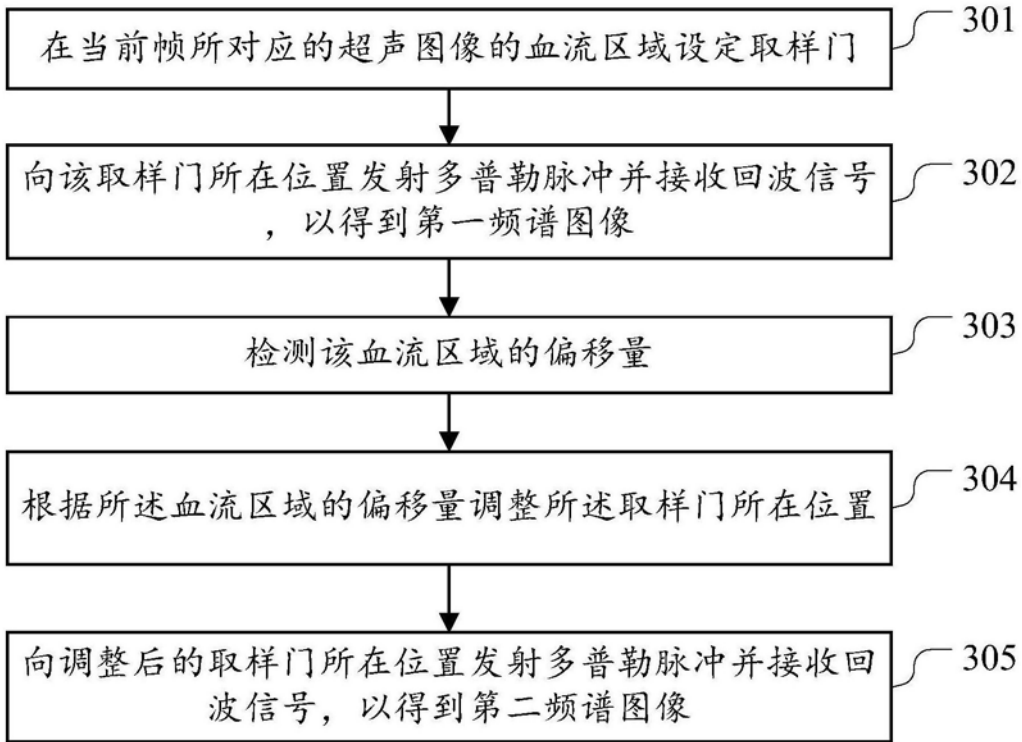 在当前帧所对应的超声图像的血流区域设定取样门
301
向该取样门所在位置发射多普勒脉冲并接收回波信号
，以得到第一频谱图像
302
检测该血流区域的偏移量
303
根据所述血流区域的偏移量调整所述取样门所在位置
304
向调整后的取样门所在位置发射多普勒脉冲并接收回
波信号，以得到第二频谱图像
305